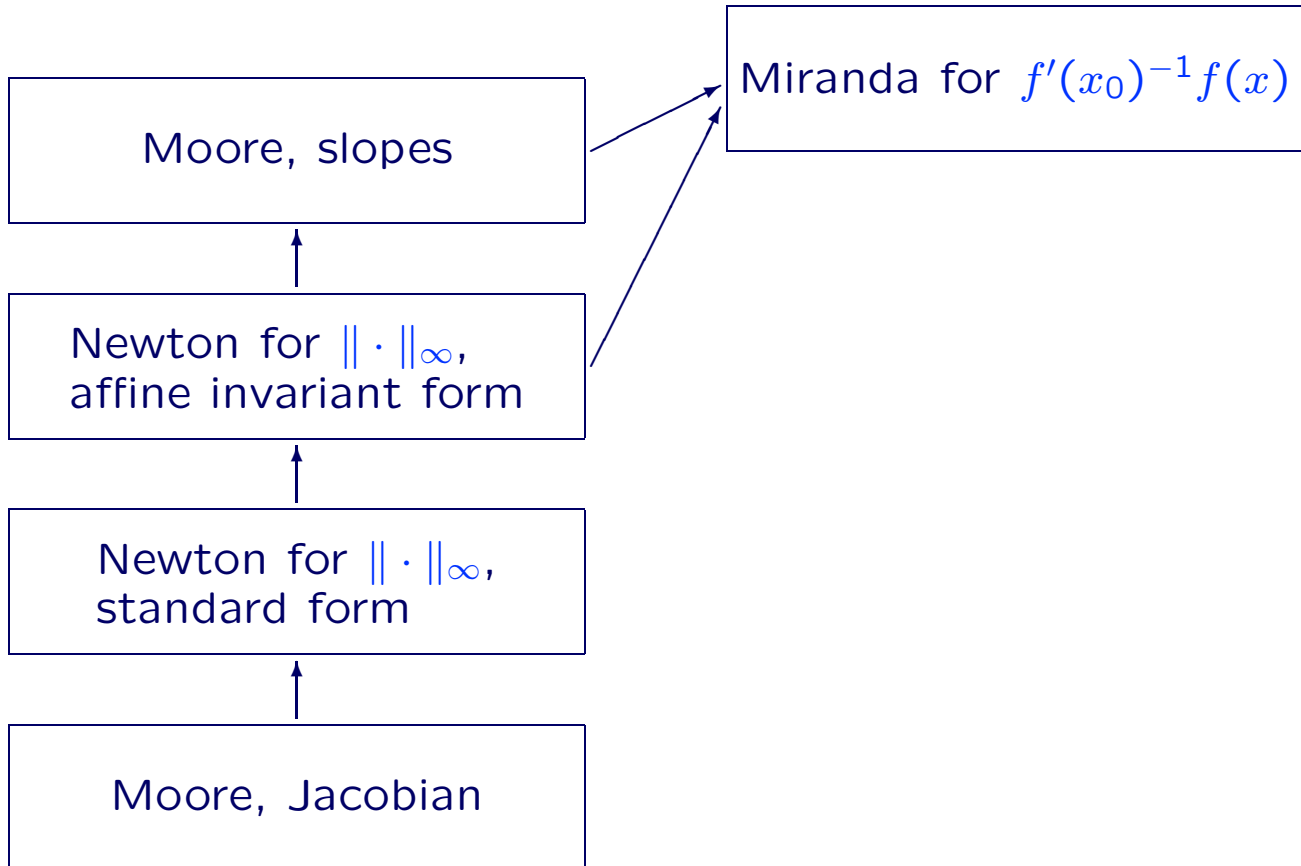 Miranda for f′(x₀)⁻¹f(x)
Moore, slopes
Newton for ‖ · ‖∞,
affine invariant form
Newton for ‖ · ‖∞,
standard form
Moore, Jacobian